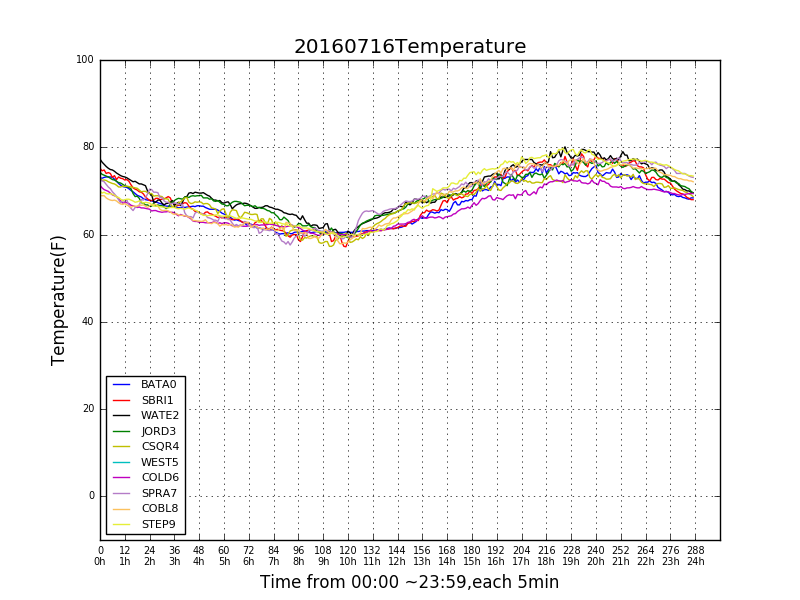 20160716Temperature
100
80
60
40
20
0
Temperature(F)
BATA0
SBRI1
WATE2
JORD3
CSQR4
WEST5
COLD6
SPRA7
COBL8
STEP9
0 12 24 36 48 60 72 84 96 108 120 132 144 156 168 180 192 204 216 228 240 252 264 276 288
0h 1h 2h 3h 4h 5h 6h 7h 8h 9h 10h 11h 12h 13h 14h 15h 16h 17h 18h 19h 20h 21h 22h 23h 24h
Time from 00:00 ~23:59,each 5min